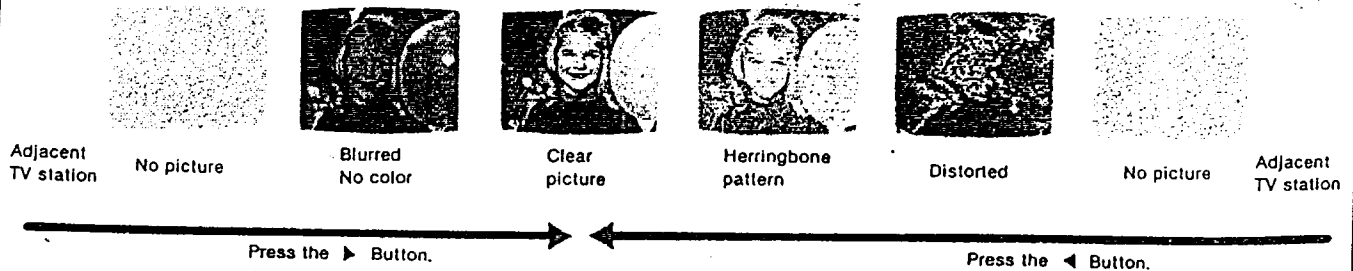 Adjacent
TV station
No picture
Blurred
No color
Clear
picture
Herringbone
pattern
Distorted
No picture
Adjacent
TV station
Press the ▶ Button.
Press the ◀ Button.